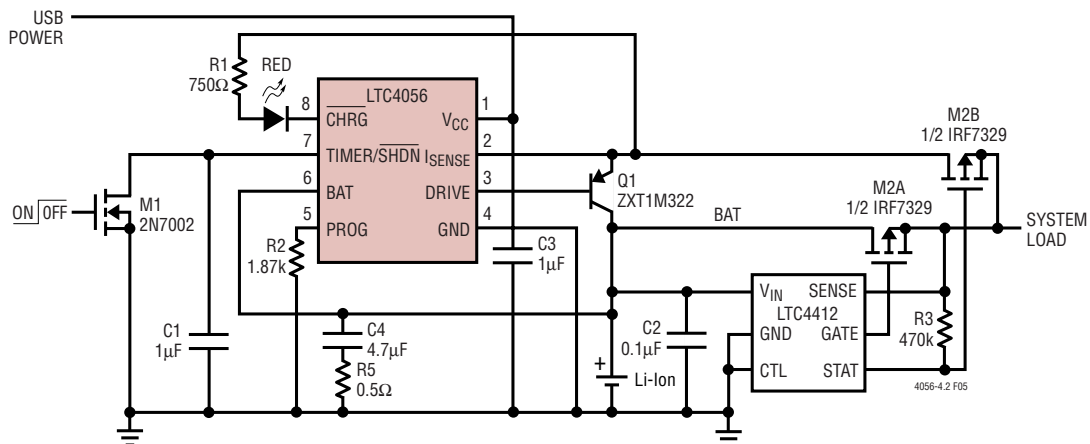 USB
POWER
R1
750Ω
RED
LTC4056
8
CHRG
1
VCC
7
TIMER/SHDN
ISENSE
2
6
BAT
DRIVE
3
5
PROG
GND
4
ON OFF
M1
2N7002
R2
1.87k
C1
1µF
C4
4.7µF
R5
0.5Ω
C3
1µF
Q1
ZXT1M322
BAT
M2B
1/2 IRF7329
M2A
1/2 IRF7329
SYSTEM
LOAD
C2
0.1µF
+
Li-Ion
VIN
SENSE
LTC4412
GND
GATE
CTL
STAT
R3
470k
4056-4.2 F05